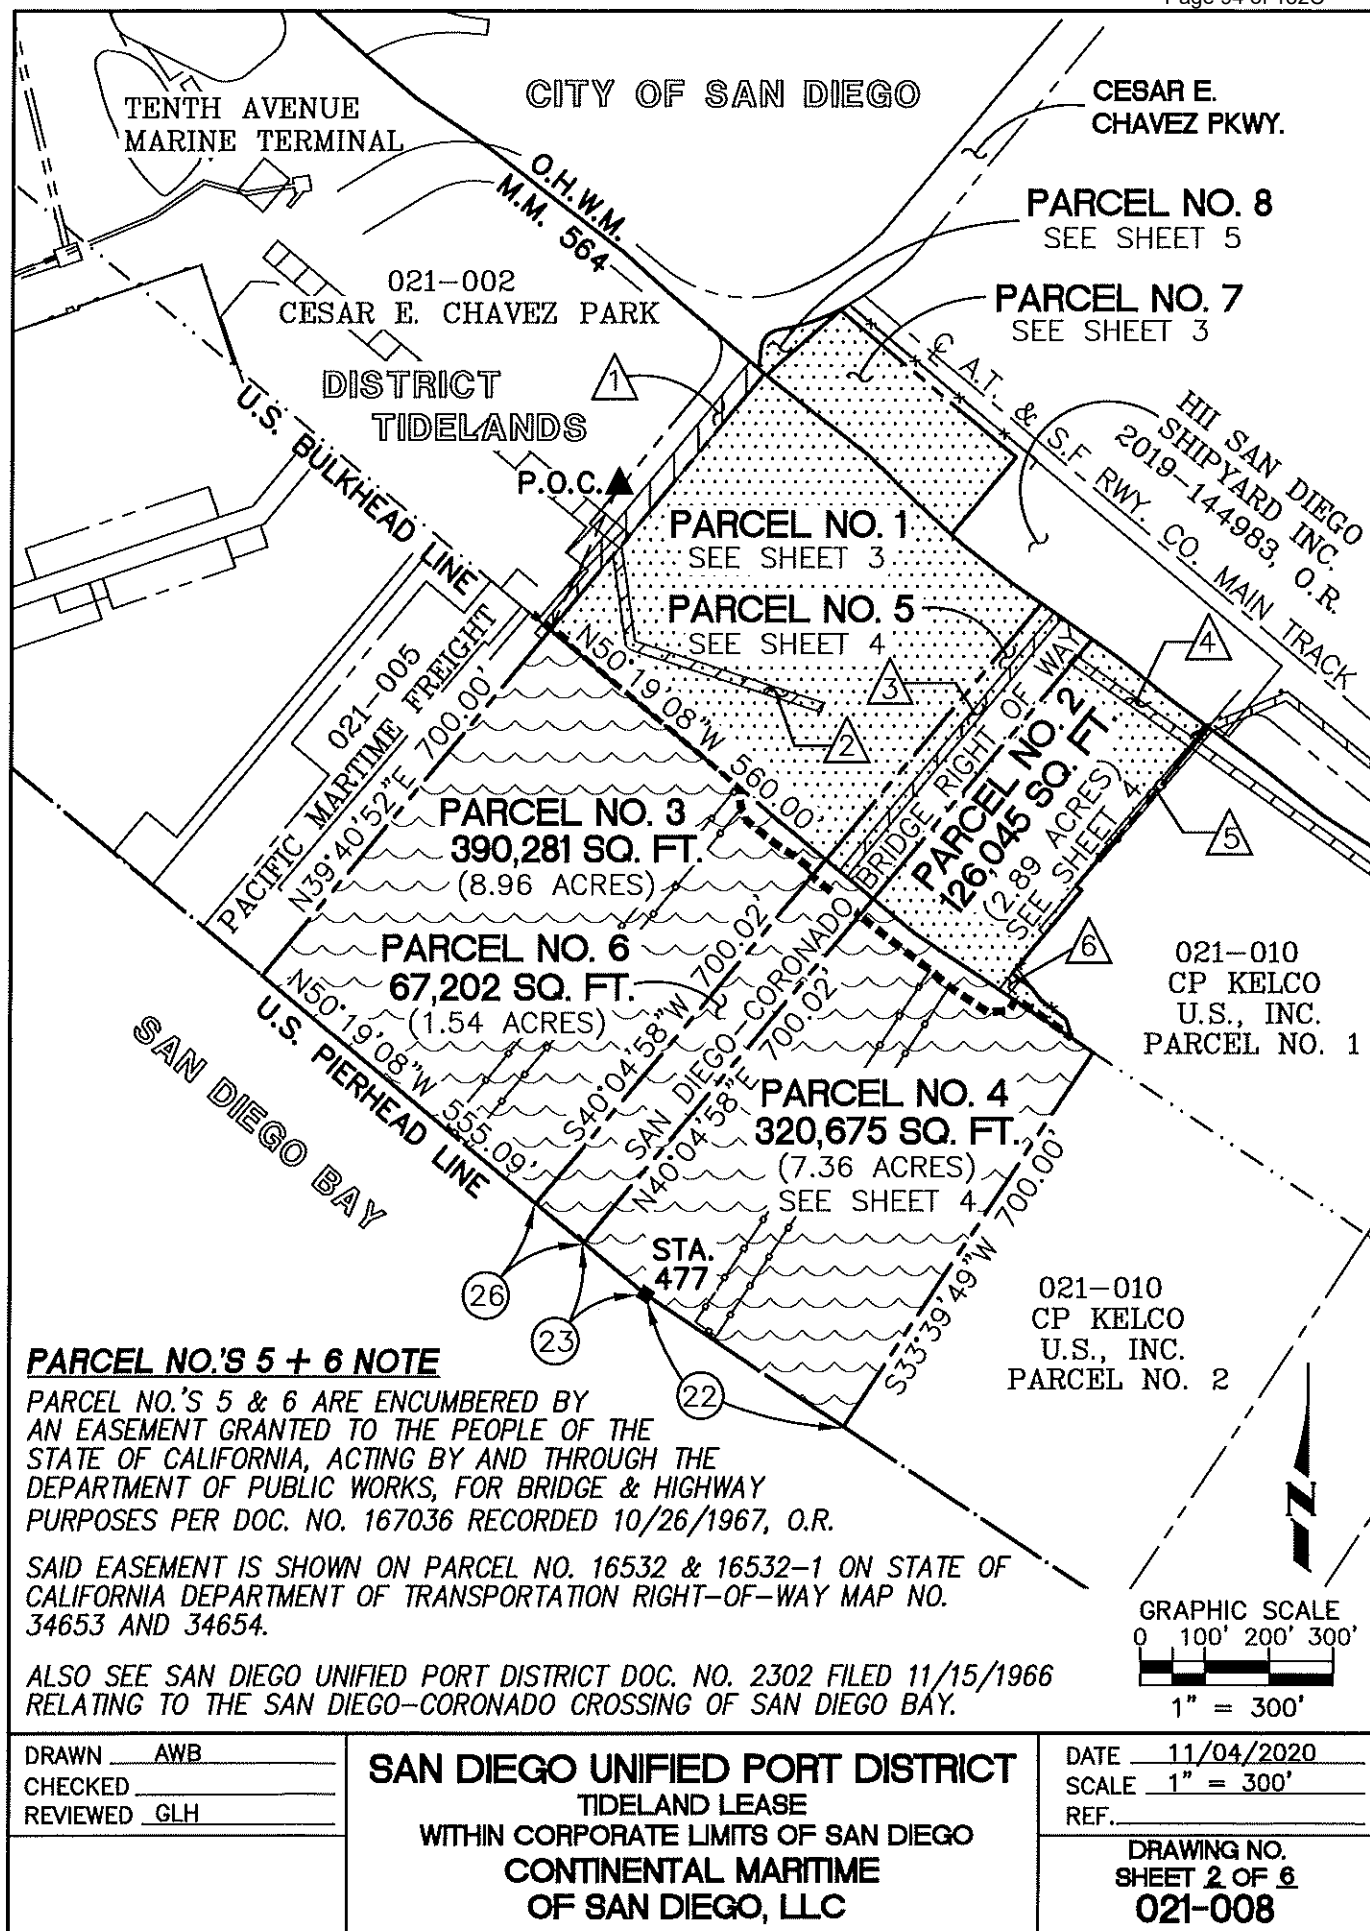 CITY OF SAN DIEGO
CESAR E.
CHAVEZ PKWY.
TENTH AVENUE
MARINE TERMINAL
O.H.W.M.
M.M. 564
PARCEL NO. 8
SEE SHEET 5
021-002
CESAR E. CHAVEZ PARK
PARCEL NO. 7
SEE SHEET 3
DISTRICT
TIDELANDS
1
℄ A.T. & S.F. RWY. CO. MAIN TRACK
HII SAN DIEGO
SHIPYARD INC.
2019-144983, O.R.
U.S. BULKHEAD LINE
P.O.C.
PARCEL NO. 1
SEE SHEET 3
PARCEL NO. 5
SEE SHEET 4
4
3
2
5
6
N50°19'08"W 560.00'
021-005
PACIFIC MARTIME FREIGHT
N39°40'52"E 700.00'
PARCEL NO. 3
390,281 SQ. FT.
(8.96 ACRES)
SAN DIEGO-CORONADO BRIDGE RIGHT OF WAY
PARCEL NO. 2
126,045 SQ. FT.
(2.89 ACRES)
SEE SHEET 4
PARCEL NO. 6
67,202 SQ. FT.
(1.54 ACRES)
S40°04'58"W 700.02'
N40°04'58"E 700.02'
021-010
CP KELCO
U.S., INC.
PARCEL NO. 1
N50°19'08"W 555.09'
U.S. PIERHEAD LINE
SAN DIEGO BAY
PARCEL NO. 4
320,675 SQ. FT.
(7.36 ACRES)
SEE SHEET 4
S33°39'49"W 700.00'
STA.
477
26
23
22
021-010
CP KELCO
U.S., INC.
PARCEL NO. 2
N
PARCEL NO.'S 5 + 6 NOTE
PARCEL NO.'S 5 & 6 ARE ENCUMBERED BY
AN EASEMENT GRANTED TO THE PEOPLE OF THE
STATE OF CALIFORNIA, ACTING BY AND THROUGH THE
DEPARTMENT OF PUBLIC WORKS, FOR BRIDGE & HIGHWAY
PURPOSES PER DOC. NO. 167036 RECORDED 10/26/1967, O.R.
SAID EASEMENT IS SHOWN ON PARCEL NO. 16532 & 16532-1 ON STATE OF
CALIFORNIA DEPARTMENT OF TRANSPORTATION RIGHT-OF-WAY MAP NO.
34653 AND 34654.
ALSO SEE SAN DIEGO UNIFIED PORT DISTRICT DOC. NO. 2302 FILED 11/15/1966
RELATING TO THE SAN DIEGO-CORONADO CROSSING OF SAN DIEGO BAY.
GRAPHIC SCALE
0 100' 200' 300'
1" = 300'
DRAWN AWB
CHECKED
REVIEWED GLH
SAN DIEGO UNIFIED PORT DISTRICT
TIDELAND LEASE
WITHIN CORPORATE LIMITS OF SAN DIEGO
CONTINENTAL MARITIME
OF SAN DIEGO, LLC
DATE 11/04/2020
SCALE 1" = 300'
REF.
DRAWING NO.
SHEET 2 OF 6
021-008